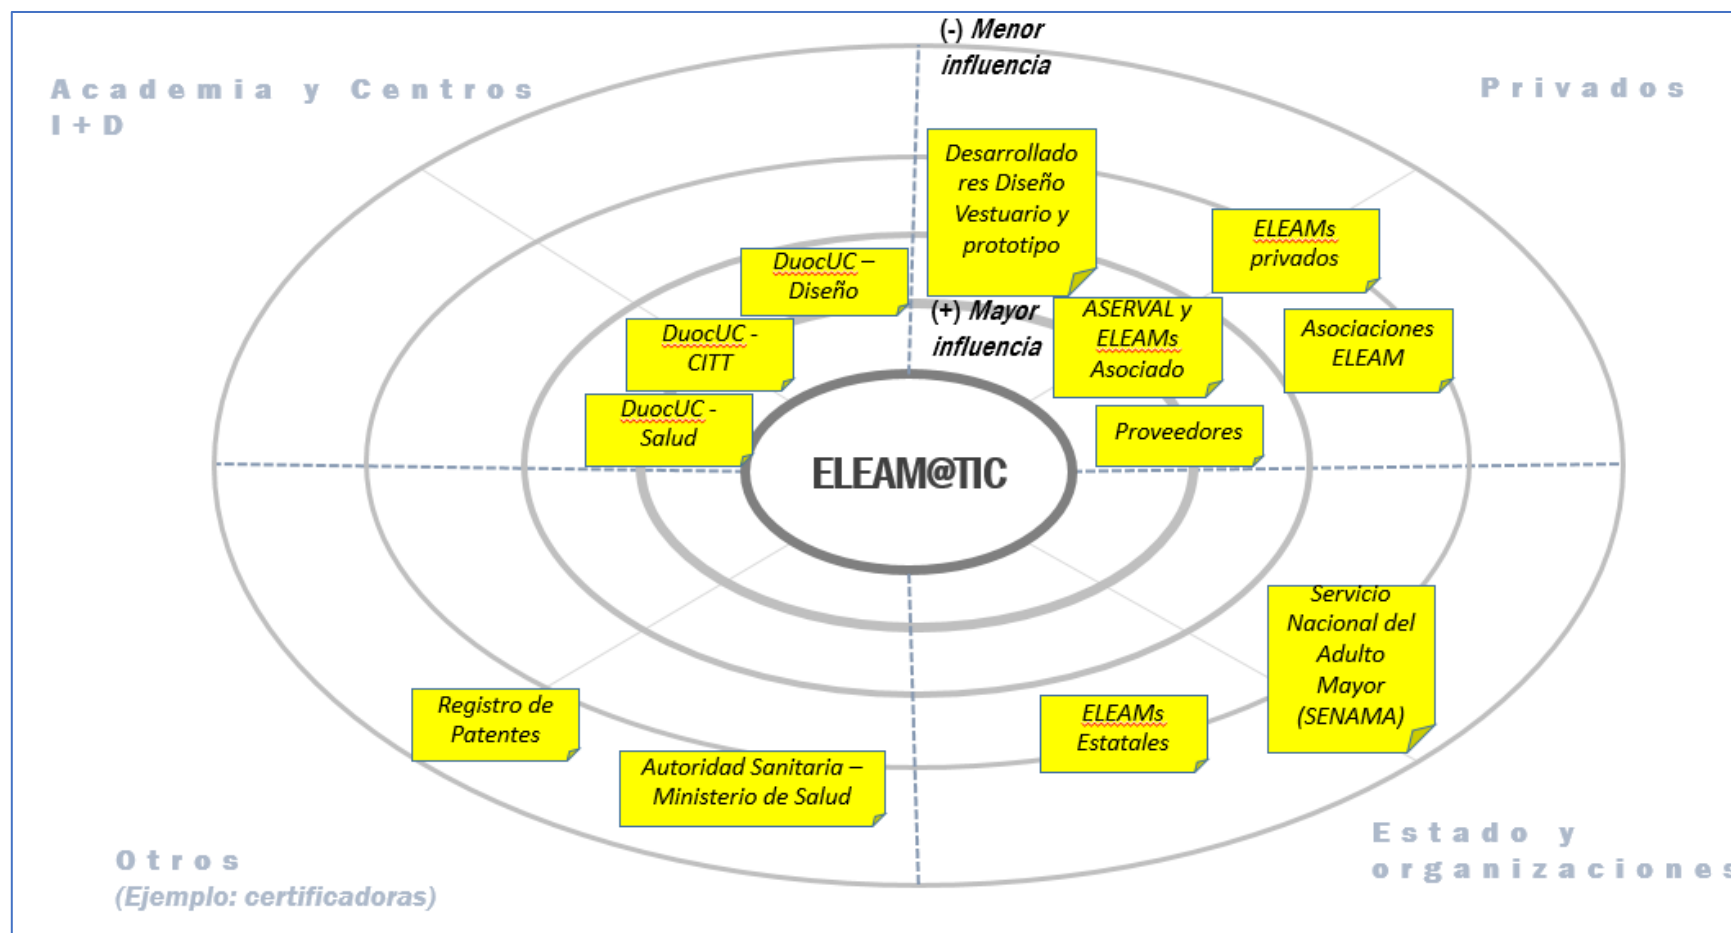 (-) Menor
influencia
Academia y Centros
I+D
Privados
Desarrollado
res Diseño
Vestuario y
prototipo
ELEAMs
privados
DuocUC –
Diseño
(+) Mayor
influencia
ASERVAL y
ELEAMs
Asociado
Asociaciones
ELEAM
DuocUC -
CITT
DuocUC -
Salud
Proveedores
ELEAM@TIC
Servicio
Nacional del
Adulto
Mayor
(SENAMA)
Registro de
Patentes
ELEAMs
Estatales
Autoridad Sanitaria –
Ministerio de Salud
Otros
(Ejemplo: certificadoras)
Estado y
organizaciones